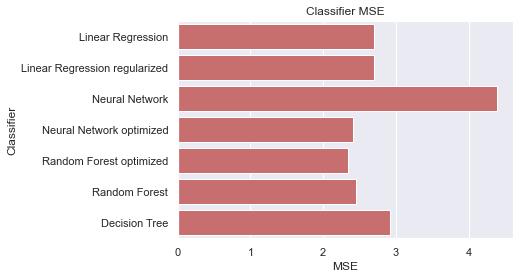 Classifier MSE
Linear Regression
Linear Regression regularized
Neural Network
Neural Network optimized
Random Forest optimized
Random Forest
Decision Tree
Classifier
0 1 2 3 4
MSE